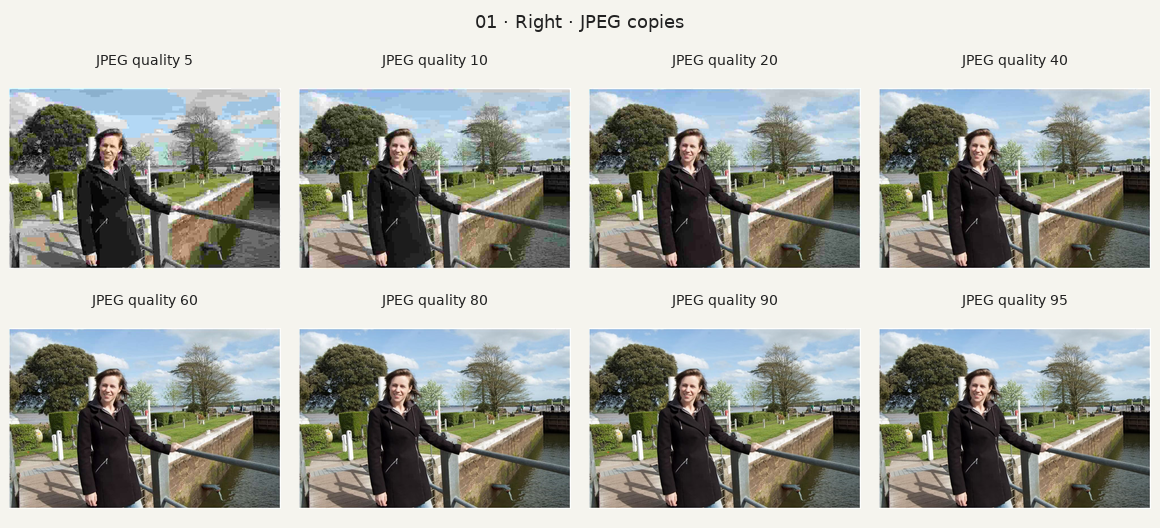 01 · Right · JPEG copies
JPEG quality 5
JPEG quality 10
JPEG quality 20
JPEG quality 40
JPEG quality 60
JPEG quality 80
JPEG quality 90
JPEG quality 95